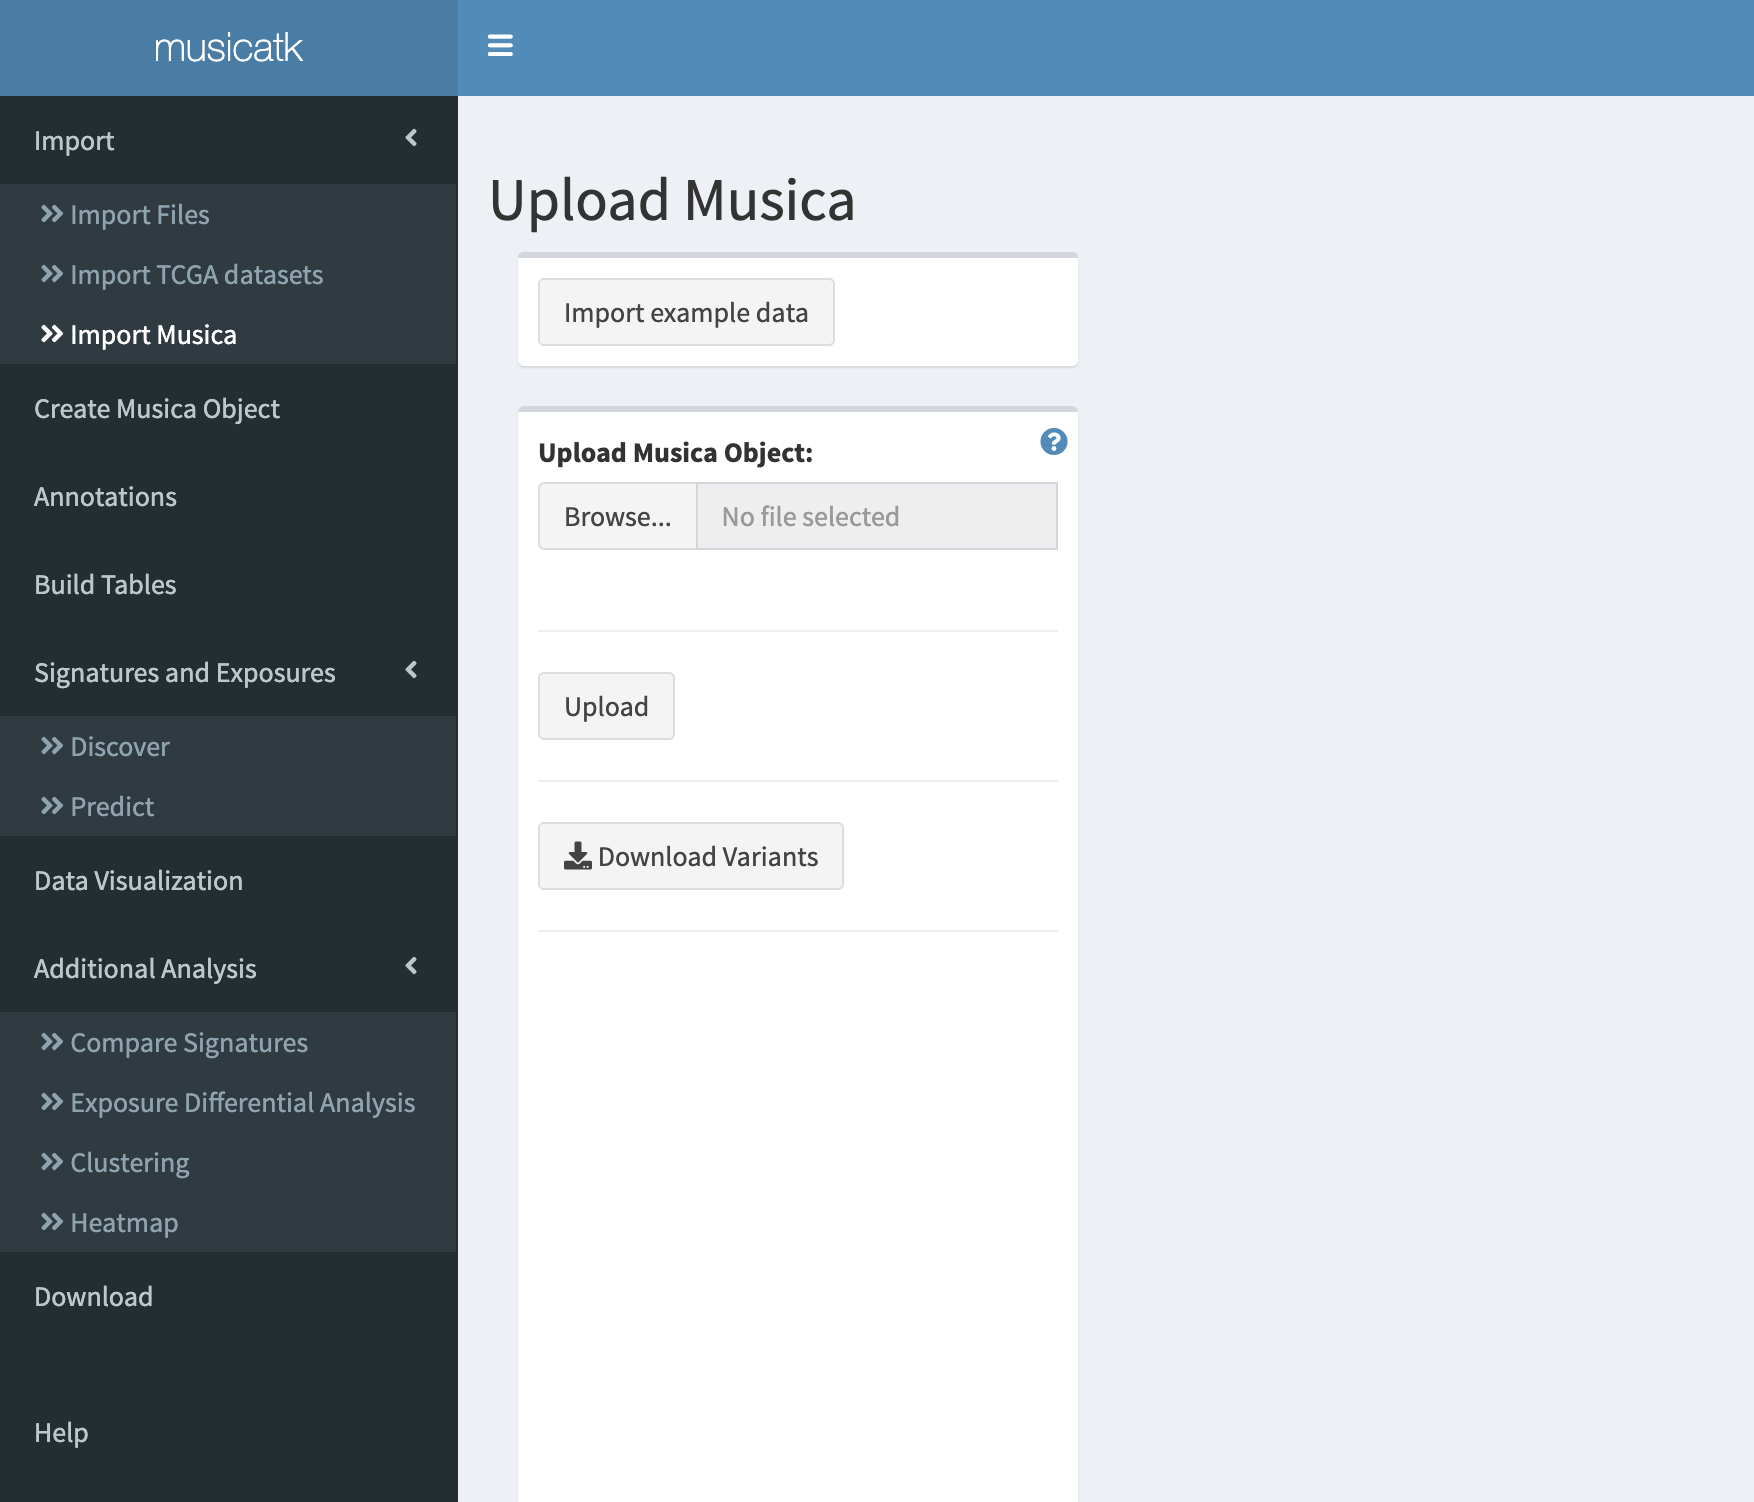 musicatk
Import
Import Files
Import TCGA datasets
Import Musica
Create Musica Object
Annotations
Build Tables
Signatures and Exposures
Discover
Predict
Data Visualization
Additional Analysis
Compare Signatures
Exposure Differential Analysis
Clustering
Heatmap
Download
Help
Upload Musica
Import example data
Upload Musica Object:
?
Browse... No file selected
Upload
Download Variants